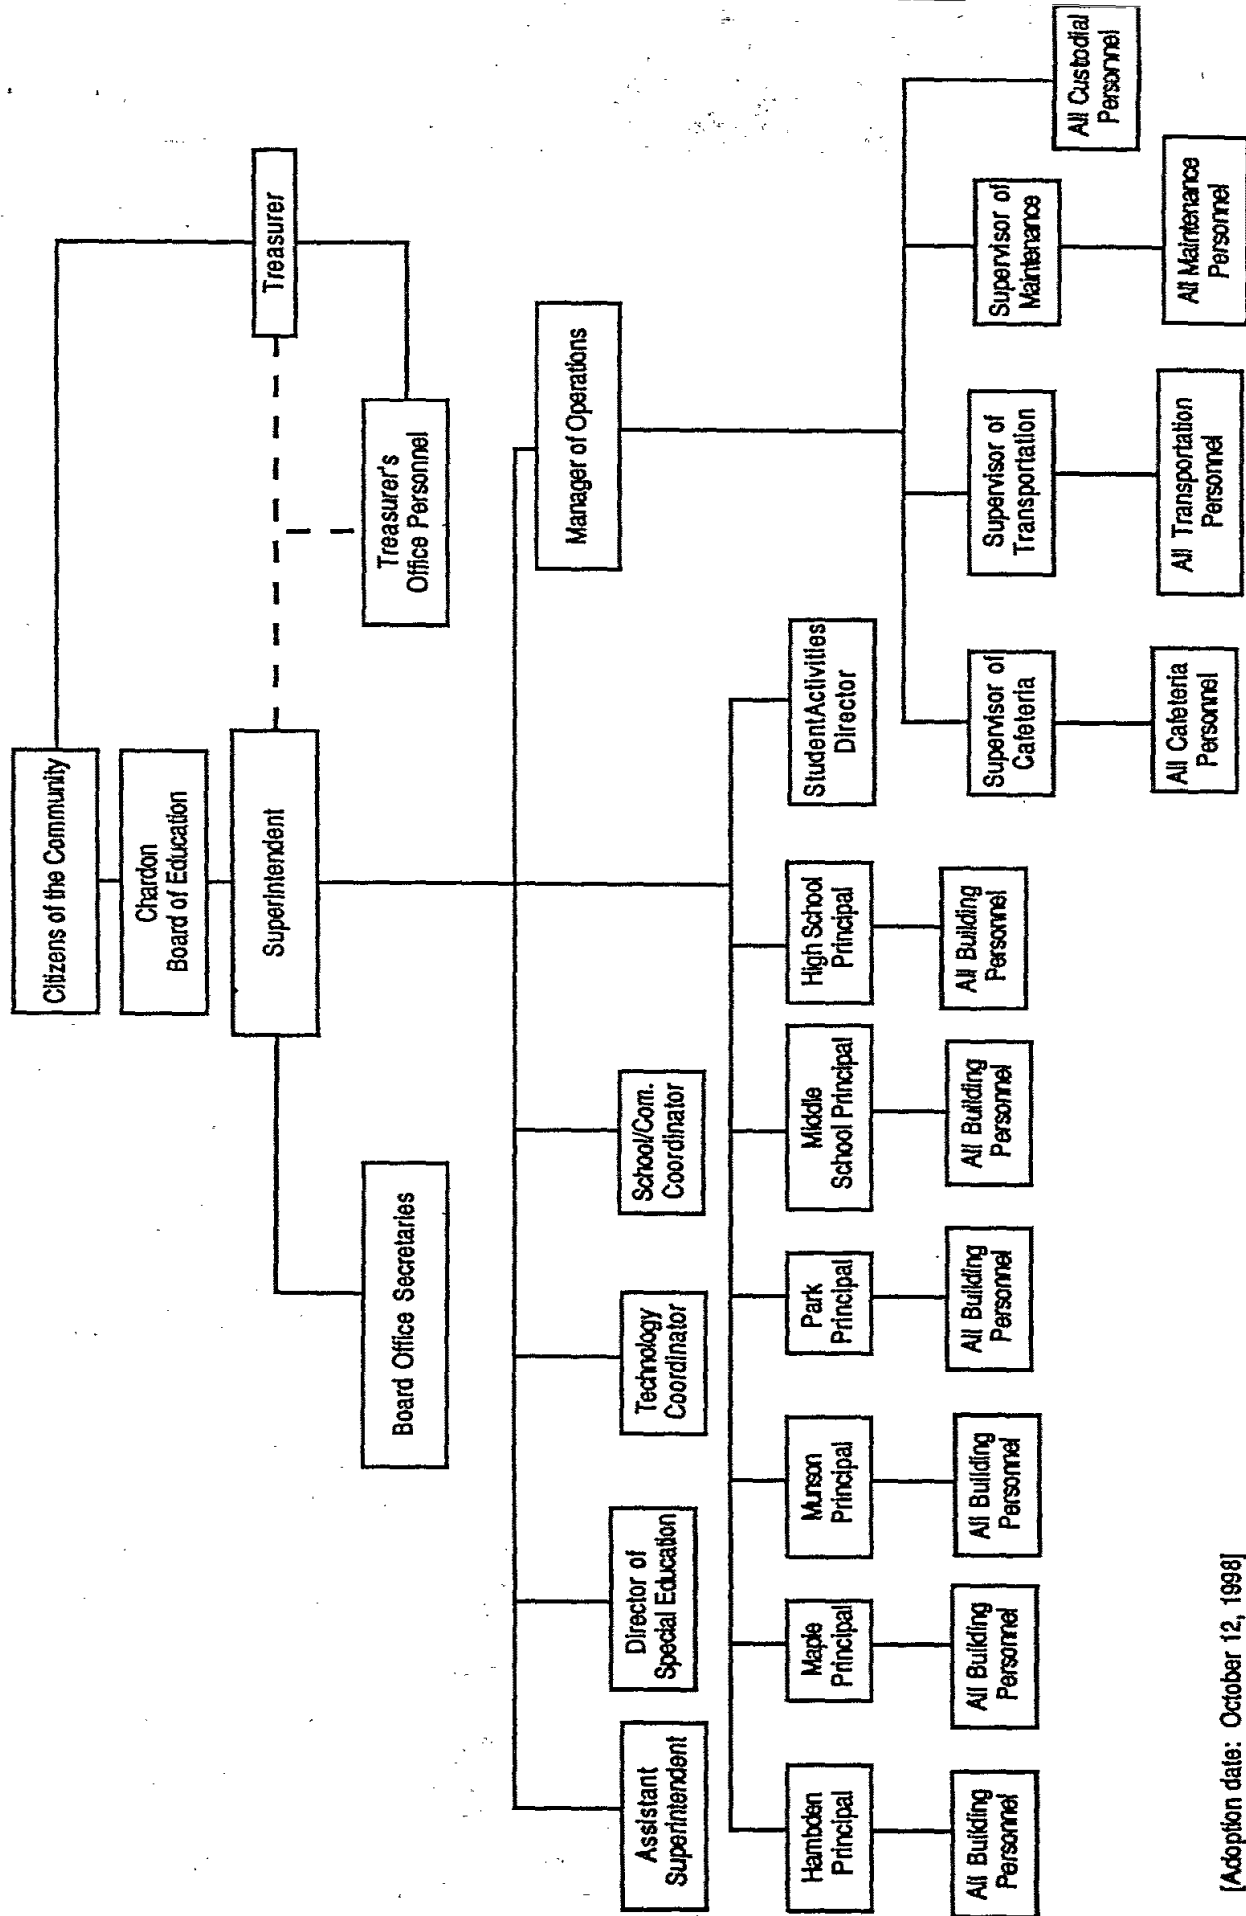 Citizens of the Community
Chardon
Board of Education
Superintendent
Treasurer
Board Office Secretaries
Treasurer's
Office Personnel
Assistant
Superintendent
Director of
Special Education
Technology
Coordinator
School/Com.
Coordinator
Manager of Operations
Hambden
Principal
Maple
Principal
Munson
Principal
Park
Principal
Middle
School Principal
High School
Principal
Student Activities
Director
All Building
Personnel
All Building
Personnel
All Building
Personnel
All Building
Personnel
All Building
Personnel
All Building
Personnel
Supervisor of
Cafeteria
Supervisor of
Transportation
Supervisor of
Maintenance
All Custodial
Personnel
All Cafeteria
Personnel
All Transportation
Personnel
All Maintenance
Personnel
[Adoption date: October 12, 1998]